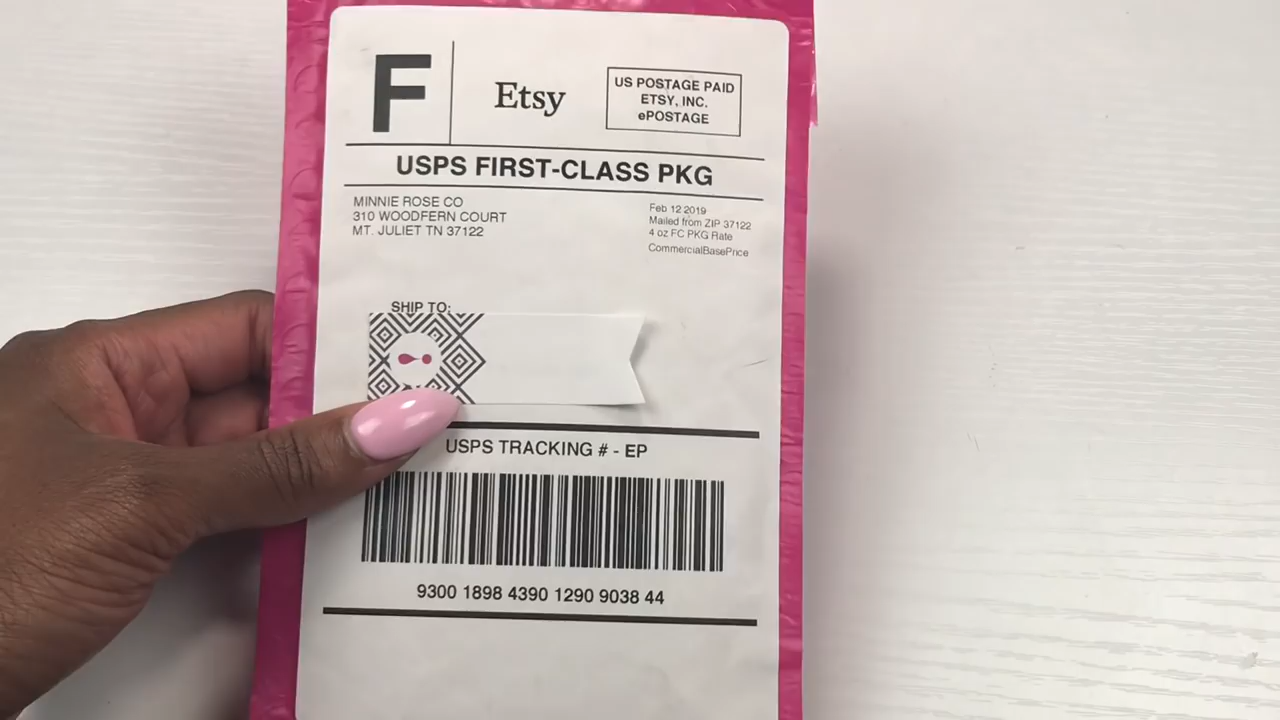 F
Etsy
US POSTAGE PAID
ETSY, INC.
ePOSTAGE
USPS FIRST-CLASS PKG
MINNIE ROSE CO
310 WOODFERN COURT
MT. JULIET TN 37122
Feb 12 2019
Mailed from ZIP 37122
4 oz FC PKG Rate
CommercialBasePrice
SHIP TO:
USPS TRACKING # - EP
9300 1898 4390 1290 9038 44